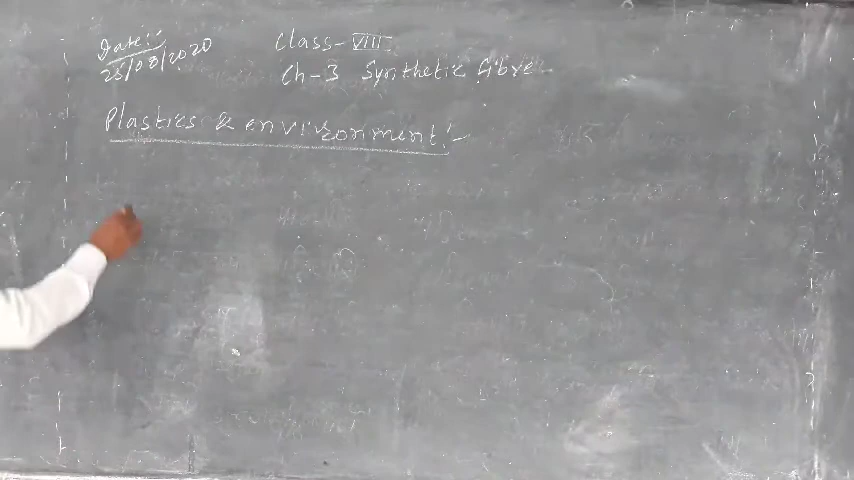 Date:-
25/08/2020
Class-VIII
Ch-3 Synthetic fibre
Plastics & environment:-